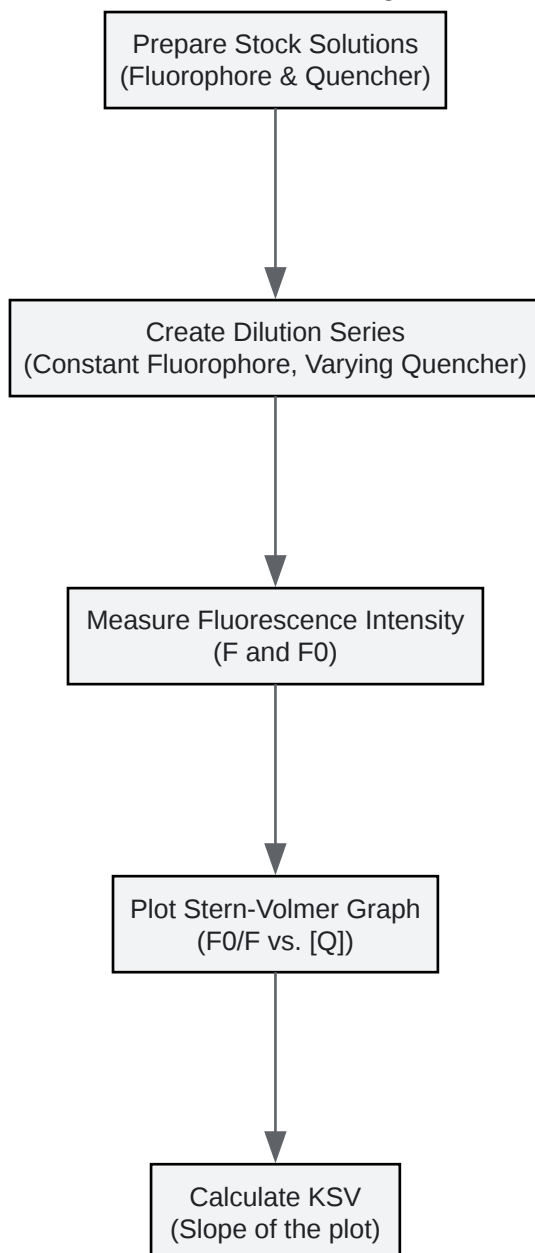 Prepare Stock Solutions
(Fluorophore & Quencher)
Create Dilution Series
(Constant Fluorophore, Varying Quencher)
Measure Fluorescence Intensity
(F and F0)
Plot Stern-Volmer Graph
(F0/F vs. [Q])
Calculate KSV
(Slope of the plot)